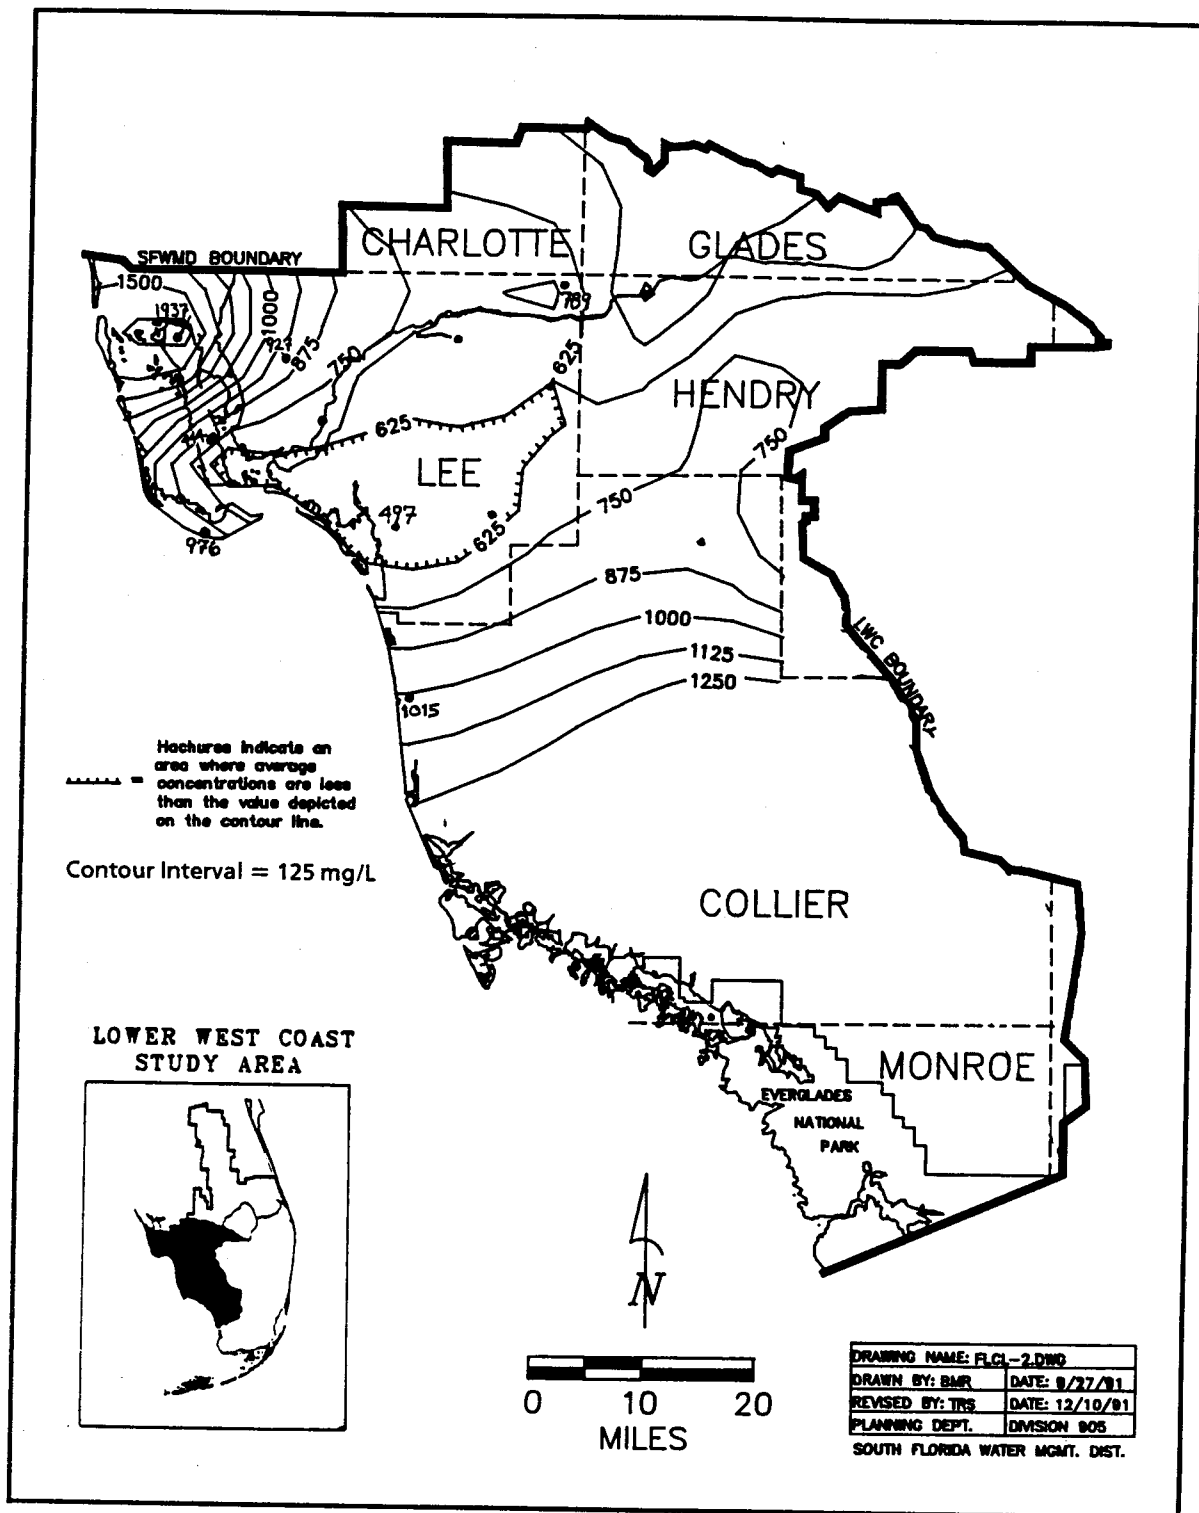 CHARLOTTE
GLADES
SFWMD BOUNDARY
1500
1937
1000
927
875
750
789
625
HENDRY
625
LEE
750
750
497
625
976
875
1000
1125
1250
LWC BOUNDARY
1015
Hachures indicate an
area where average
= concentrations are less
than the value depicted
on the contour line.
Contour Interval = 125 mg/L
COLLIER
LOWER WEST COAST
STUDY AREA
MONROE
EVERGLADES
NATIONAL
PARK
N
0 10 20
MILES
DRAWING NAME: FLCL-2.DWG
DRAWN BY: BMR DATE: 9/27/91
REVISED BY: TRS DATE: 12/10/91
PLANNING DEPT. DIVISION 905
SOUTH FLORIDA WATER MGMT. DIST.